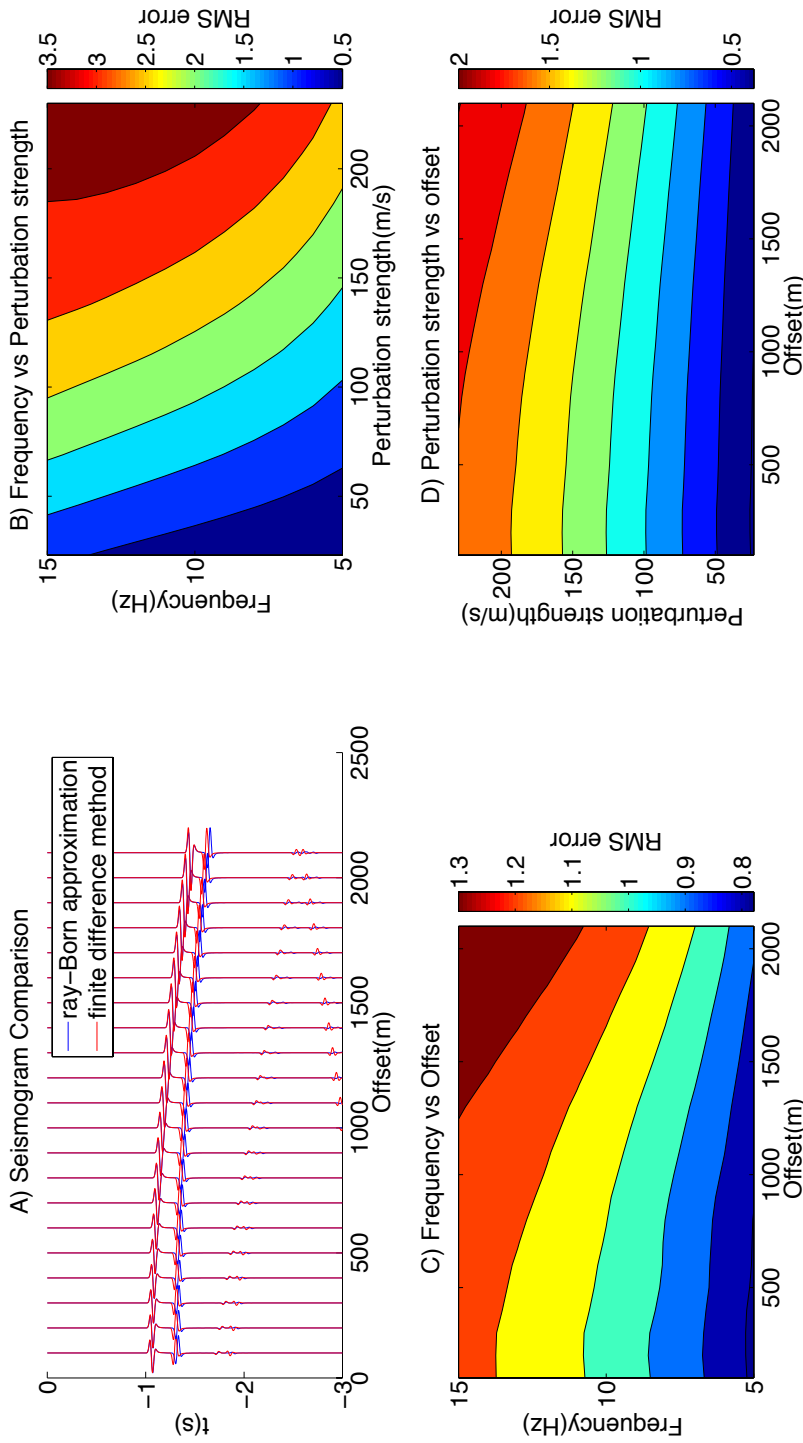 A) Seismogram Comparison
ray−Born approximation
finite difference method
0
−1
−2
−3
t(s)
0 500 1000 1500 2000 2500
Offset(m)
B) Frequency vs Perturbation strength
15
10
5
Frequency(Hz)
50 100 150 200
Perturbation strength(m/s)
3.5
3
2.5
2
1.5
1
0.5
RMS error
C) Frequency vs Offset
15
10
5
Frequency(Hz)
500 1000 1500 2000
Offset(m)
1.3
1.2
1.1
1
0.9
0.8
RMS error
D) Perturbation strength vs offset
200
150
100
50
Perturbation strength(m/s)
500 1000 1500 2000
Offset(m)
2
1.5
1
0.5
RMS error